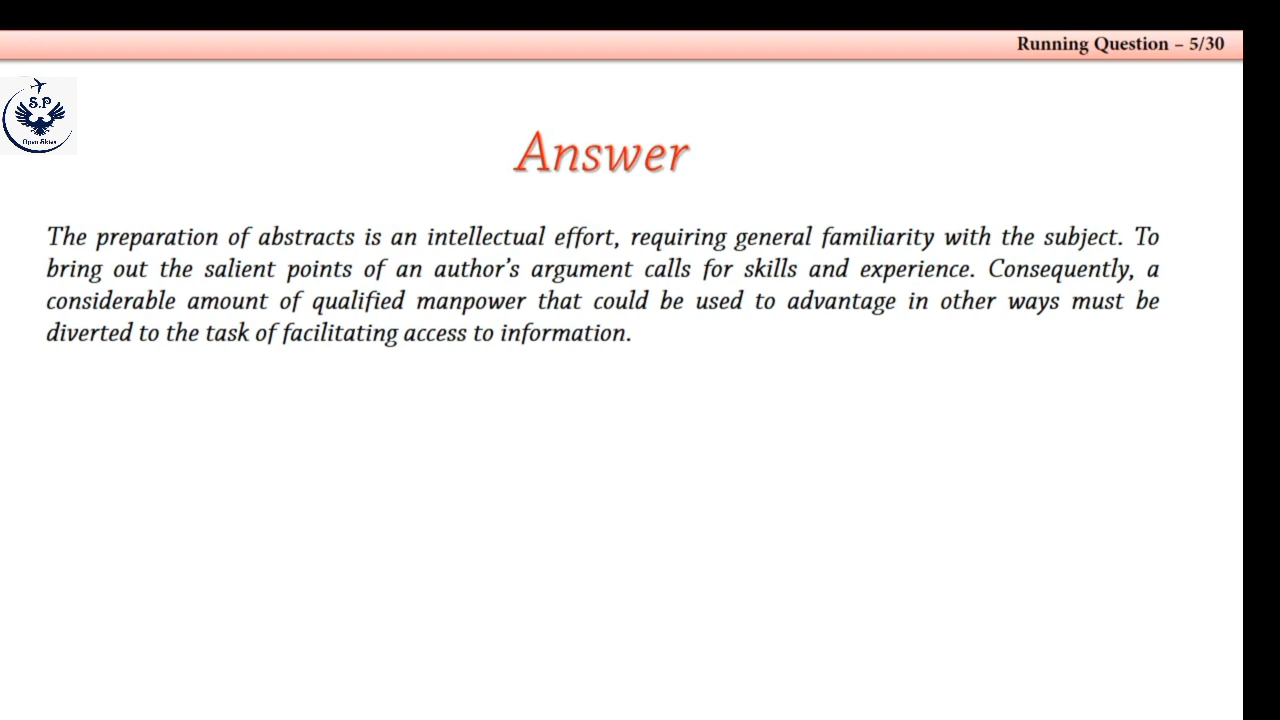 Running Question – 5/30
S.P
Open Skies
Answer
The preparation of abstracts is an intellectual effort, requiring general familiarity with the subject. To
bring out the salient points of an author’s argument calls for skills and experience. Consequently, a
considerable amount of qualified manpower that could be used to advantage in other ways must be
diverted to the task of facilitating access to information.